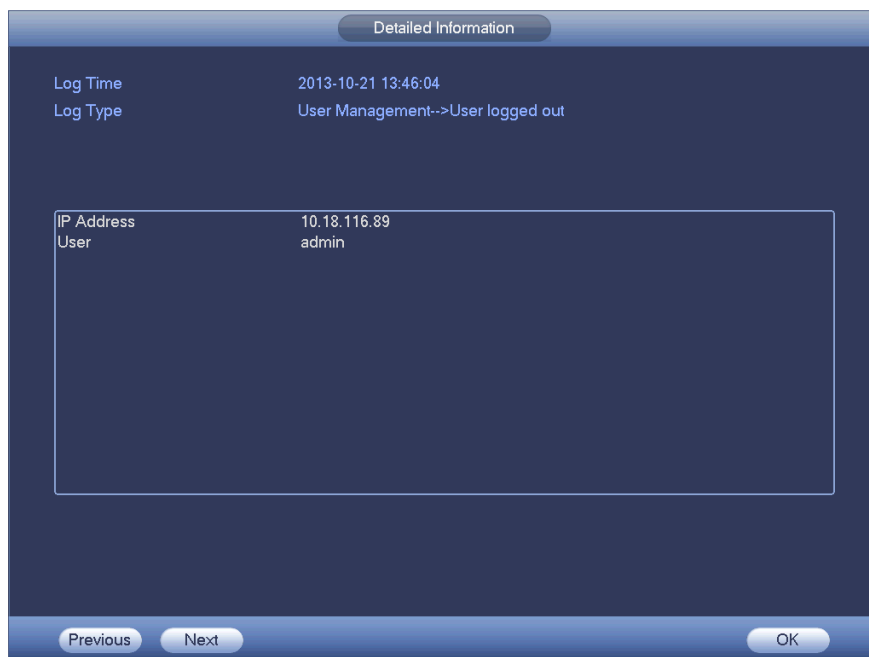 Detailed Information
Log Time 2013-10-21 13:46:04
Log Type User Management-->User logged out
IP Address 10.18.116.89
User admin
Previous Next OK